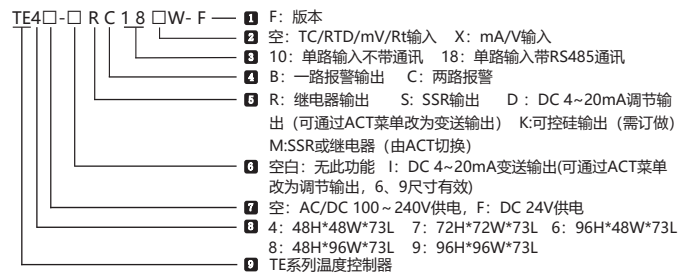 TE4□-□RC18□W-F
1 F：版本
2 空：TC/RTD/mV/Rt输入 X：mA/V输入
3 10：单路输入不带通讯 18：单路输入带RS485通讯
4 B：一路报警输出 C：两路报警
5 R：继电器输出 S: SSR输出 D：DC 4~20mA调节输
出（可通过ACT菜单改为变送输出） K:可控硅输出（需订做）
M:SSR或继电器（由ACT切换）
6 空白：无此功能 I：DC 4~20mA变送输出(可通过ACT菜单
改为调节输出，6、9尺寸有效)
7 空：AC/DC 100～240V供电，F：DC 24V供电
8 4：48H*48W*73L 7：72H*72W*73L 6：96H*48W*73L
8：48H*96W*73L 9：96H*96W*73L
9 TE系列温度控制器